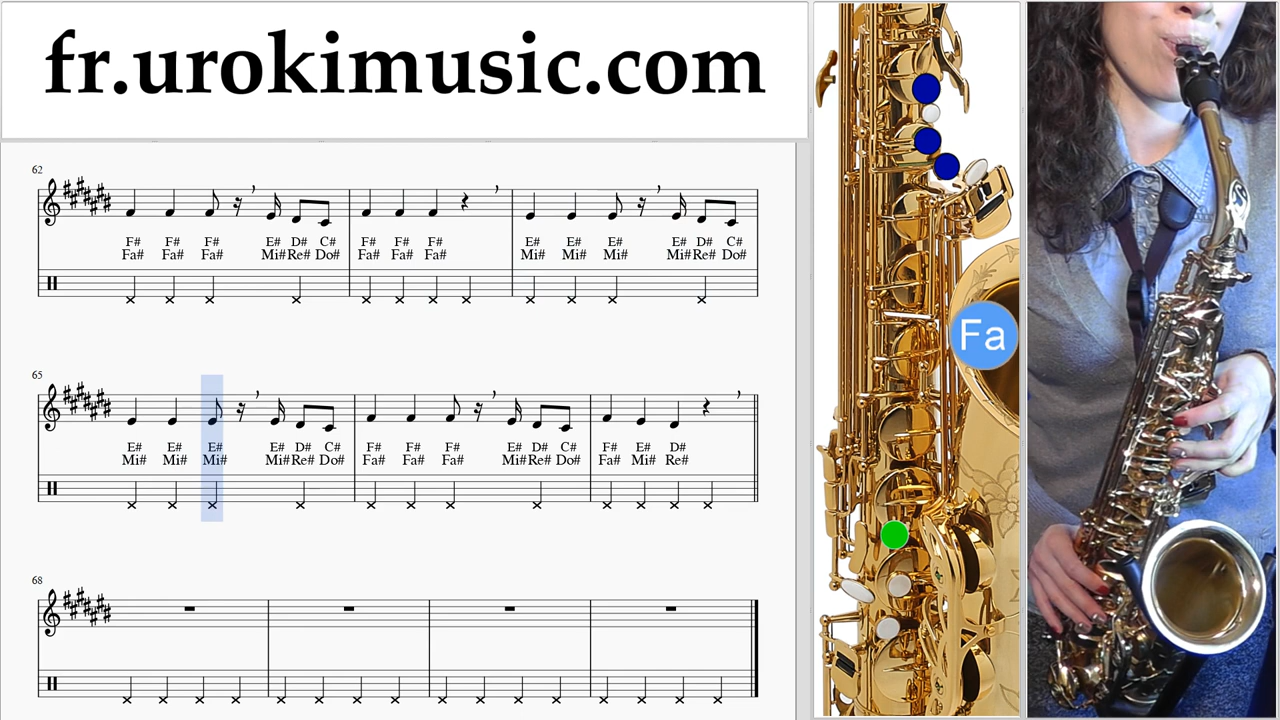 fr.urokimusic.com
62
F# F# F# E# D# C# F# F# F# E# E# E# E# D# C#
Fa# Fa# Fa# Mi# Re# Do# Fa# Fa# Fa# Mi# Mi# Mi# Mi# Re# Do#
65
E# E# E# E# D# C# F# F# F# E# D# C# F# E# D#
Mi# Mi# Mi# Mi# Re# Do# Fa# Fa# Fa# Mi# Re# Do# Fa# Mi# Re#
68
Fa